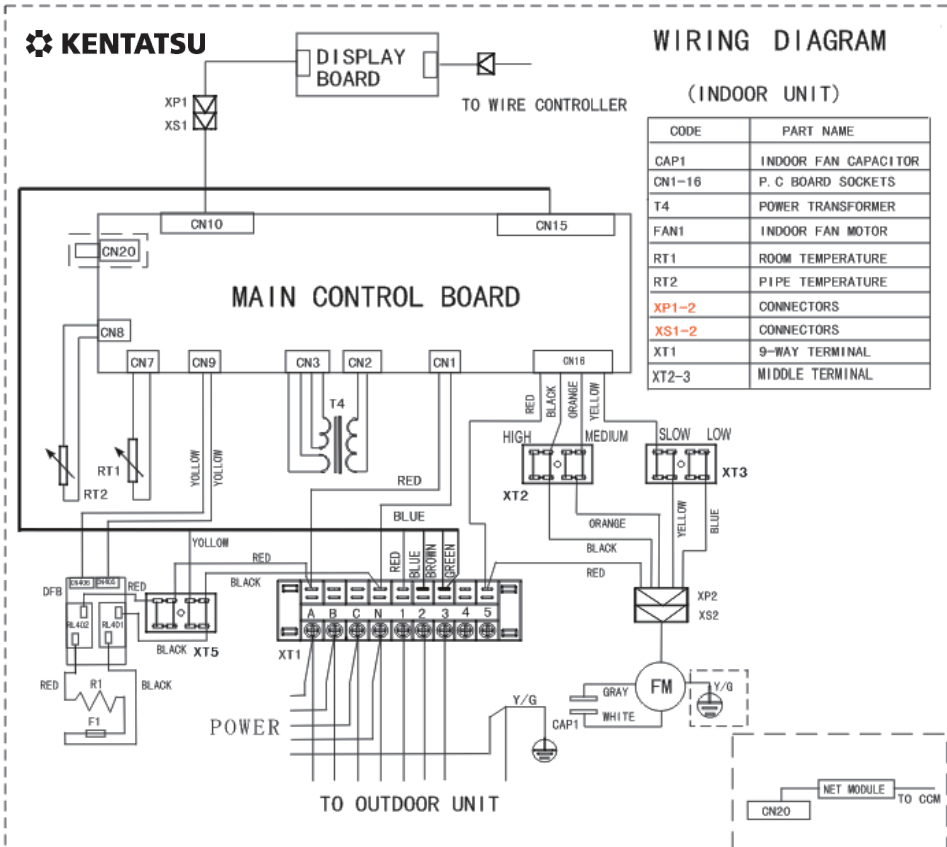 KENTATSU
WIRING DIAGRAM
(INDOOR UNIT)
DISPLAY
BOARD
TO WIRE CONTROLLER
XP1
XS1
CODE PART NAME
CAP1 INDOOR FAN CAPACITOR
CN1-16 P.C BOARD SOCKETS
T4 POWER TRANSFORMER
FAN1 INDOOR FAN MOTOR
RT1 ROOM TEMPERATURE
RT2 PIPE TEMPERATURE
XP1-2 CONNECTORS
XS1-2 CONNECTORS
XT1 9-WAY TERMINAL
XT2-3 MIDDLE TERMINAL
CN10 CN15
CN20
MAIN CONTROL BOARD
CN8
CN7 CN9 CN3 CN2 CN1 CN16
T4
RED BLACK ORANGE YELLOW
HIGH MEDIUM SLOW LOW
XT2 XT3
RT1
RT2
YOLLOW
YOLLOW
RED
BLUE
ORANGE
BLACK
RED
YELLOW
BLUE
YOLLOW
RED
BLACK
RED BLUE BROWN GREEN
DFB
CN406 CN405
RED
RL402 RL401
BLACK
XT5
XT1
A B C N 1 2 3 4 5
XP2
XS2
RED
R1
BLACK
F1
POWER
Y/G
CAP1
GRAY
WHITE
FM
Y/G
TO OUTDOOR UNIT
NET MODULE
TO CCM
CN20